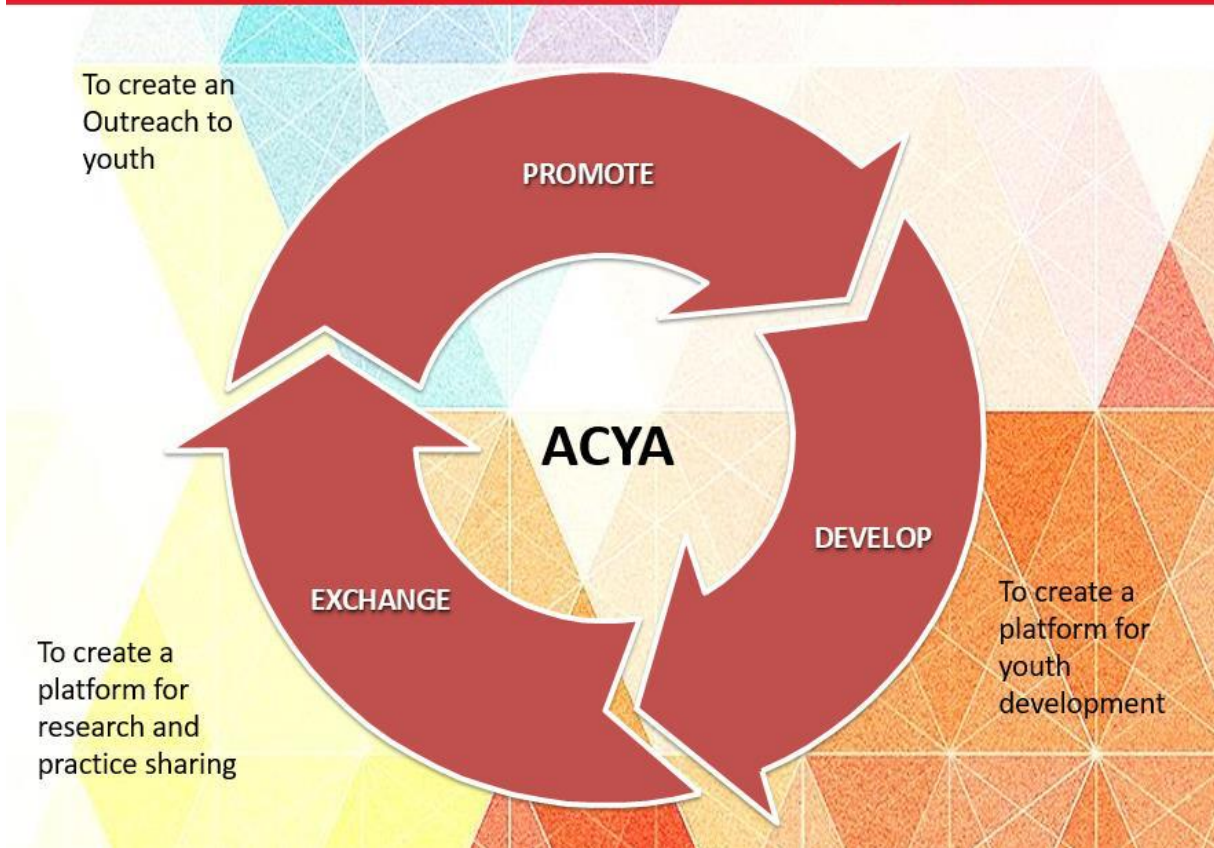 To create an
Outreach to
youth
PROMOTE
ACYA
DEVELOP
To create a
platform for
youth
development
EXCHANGE
To create a
platform for
research and
practice sharing